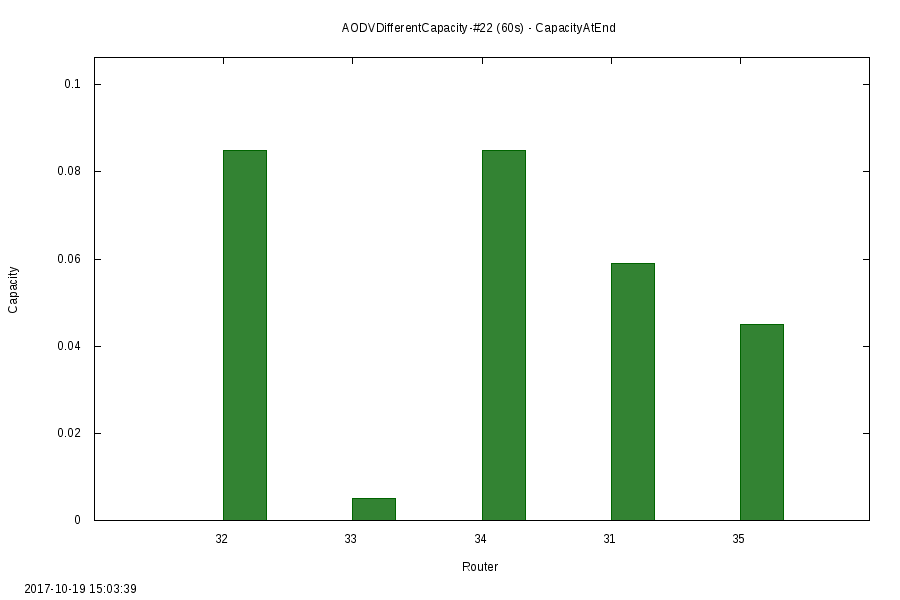 AODVDifferentCapacity-#22 (60s) - CapacityAtEnd
0.1
0.08
0.06
0.04
0.02
0
Capacity
32 33 34 31 35
Router
2017-10-19 15:03:39